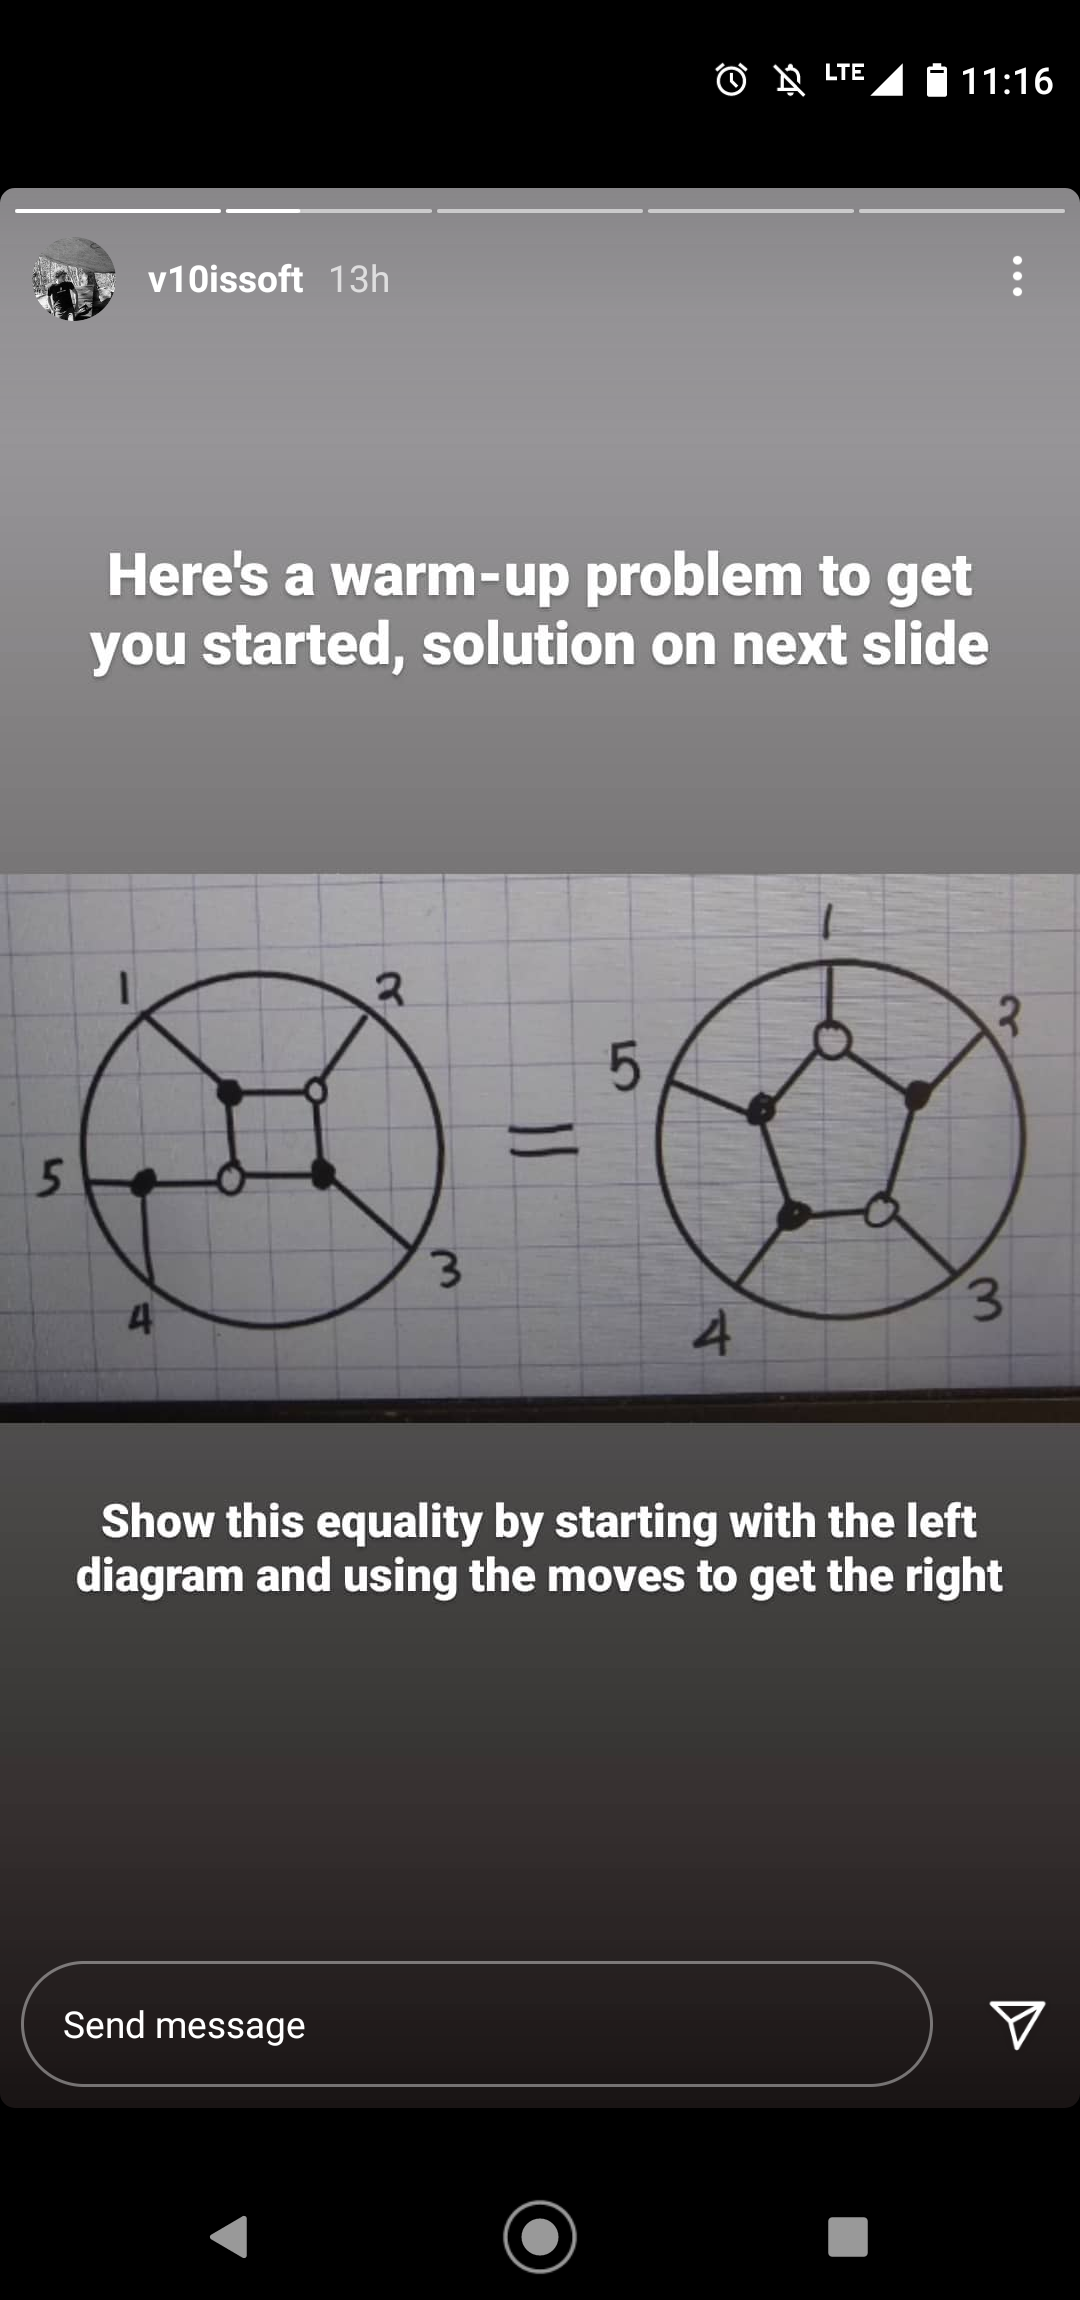 LTE 11:16
v10issoft 13h
Here's a warm-up problem to get
you started, solution on next slide
1
2
5
3
4
=
1
2
5
3
4
Show this equality by starting with the left
diagram and using the moves to get the right
Send message